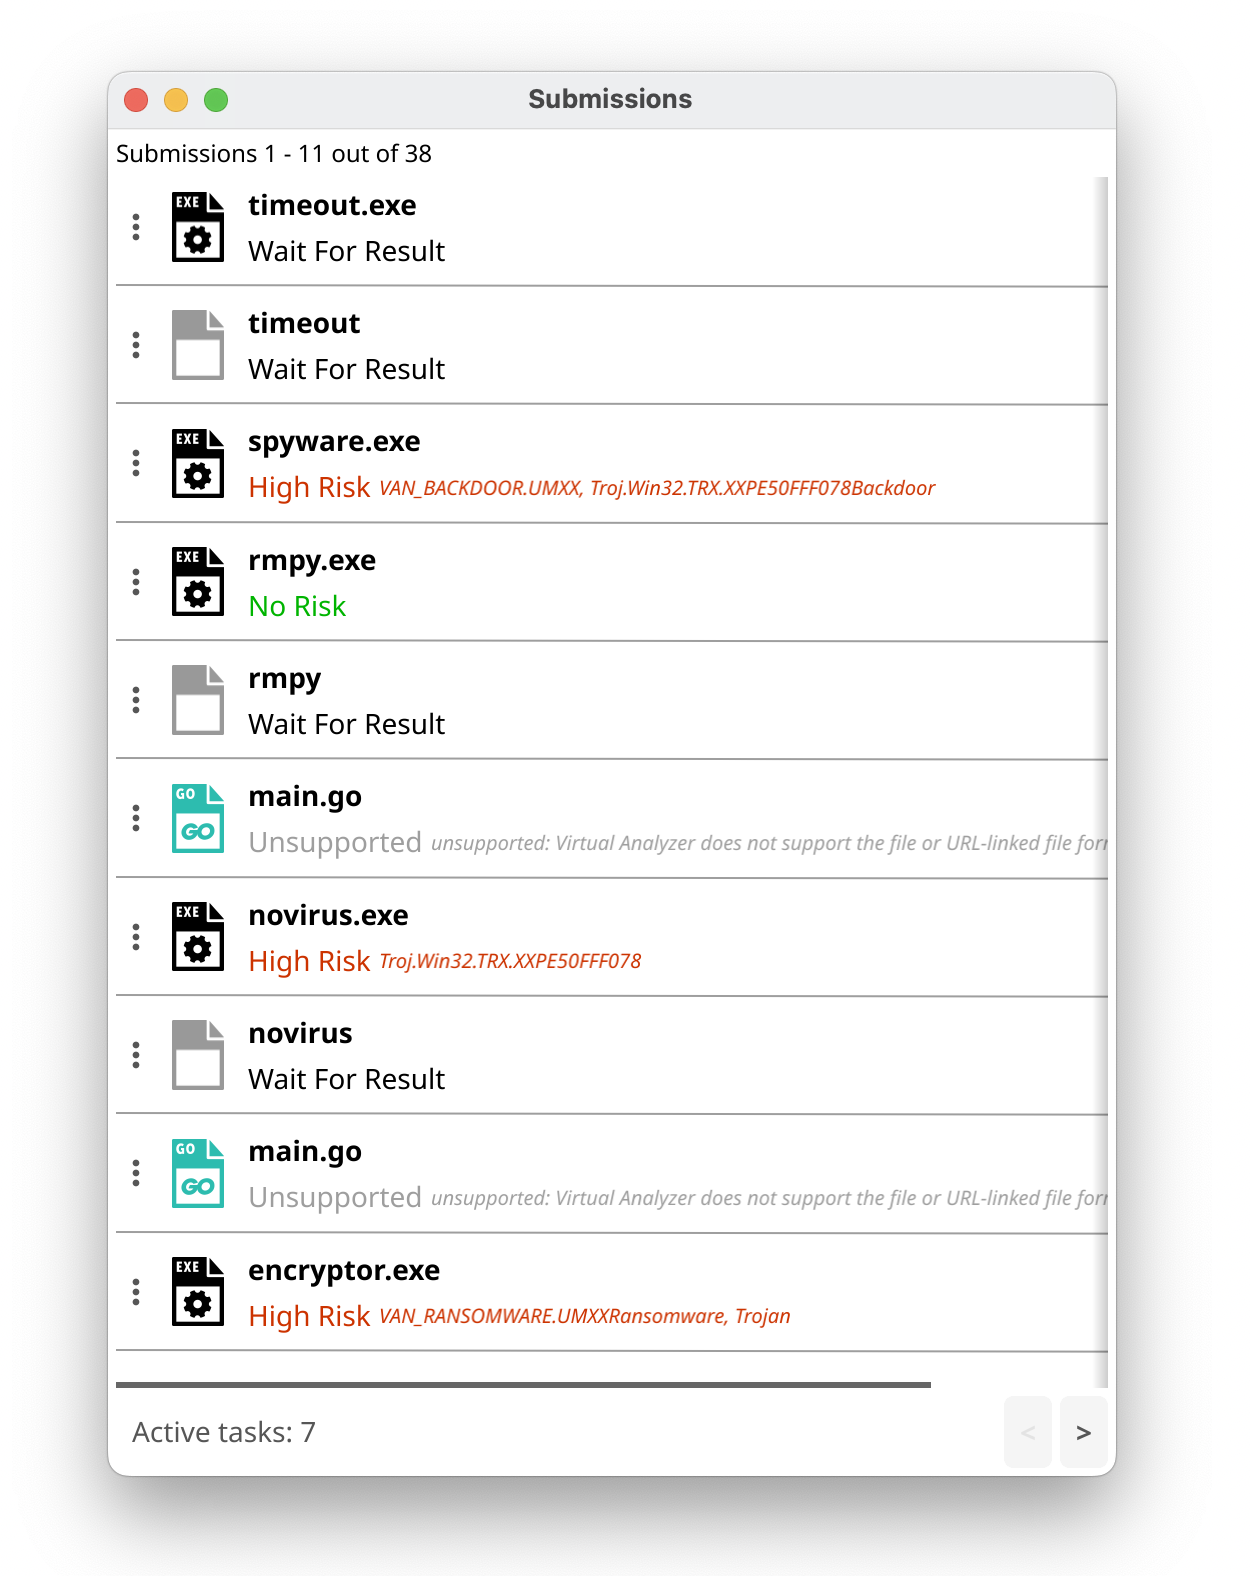 Submissions
Submissions 1 - 11 out of 38
EXE
timeout.exe
Wait For Result
timeout
Wait For Result
EXE
spyware.exe
High Risk VAN_BACKDOOR.UMXX, Troj.Win32.TRX.XXPE50FFF078Backdoor
EXE
rmpy.exe
No Risk
rmpy
Wait For Result
GO
GO
main.go
Unsupported unsupported: Virtual Analyzer does not support the file or URL-linked file
EXE
novirus.exe
High Risk Troj.Win32.TRX.XXPE50FFF078
novirus
Wait For Result
GO
GO
main.go
Unsupported unsupported: Virtual Analyzer does not support the file or URL-linked file
EXE
encryptor.exe
High Risk VAN_RANSOMWARE.UMXXRansomware, Trojan
Active tasks: 7
< >